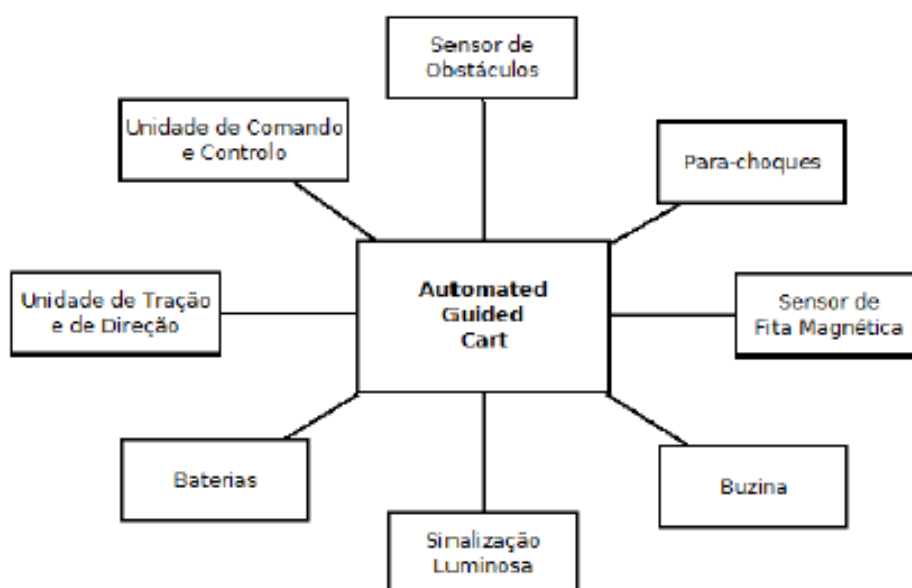 Sensor de
Obstáculos
Unidade de Comando
e Controlo
Para-choques
Unidade de Tração
e de Direção
Automated
Guided
Cart
Sensor de
Fita Magnética
Baterias
Buzina
Sinalização
Luminosa